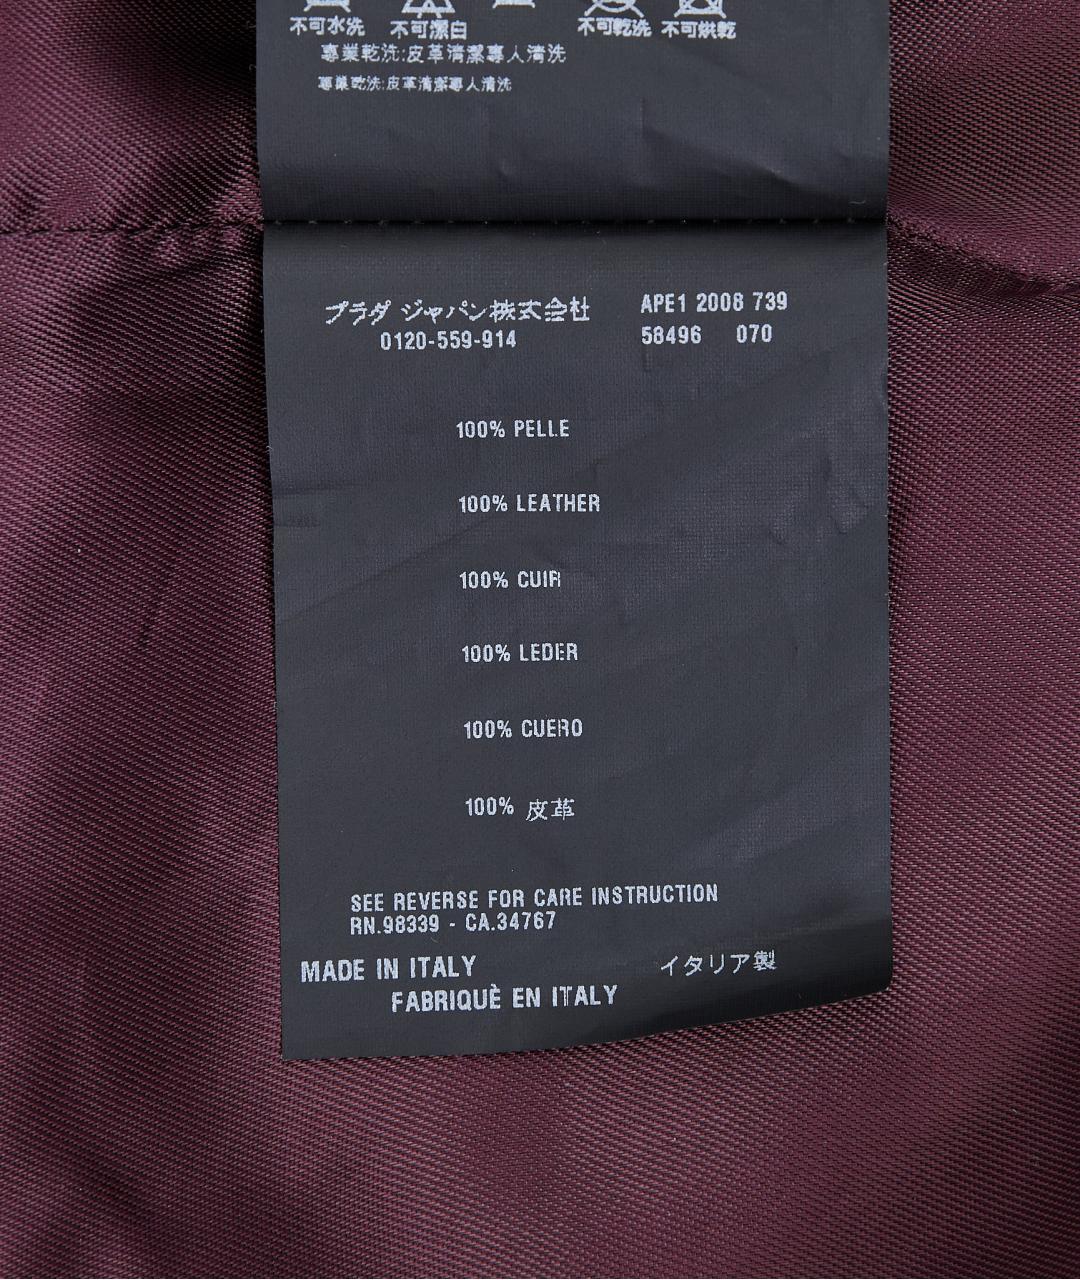 不可水洗 不可漂白 不可乾洗 不可烘乾
專業乾洗:皮革清潔專人清洗
專業乾洗:皮革清潔專人清洗
プラダ ジャパン株式会社
0120-559-914
APE1 2008 739
58496 070
100% PELLE
100% LEATHER
100% CUIR
100% LEDER
100% CUERO
100% 皮革
SEE REVERSE FOR CARE INSTRUCTION
RN.98339 - CA.34767
MADE IN ITALY
イタリア製
FABRIQUÈ EN ITALY